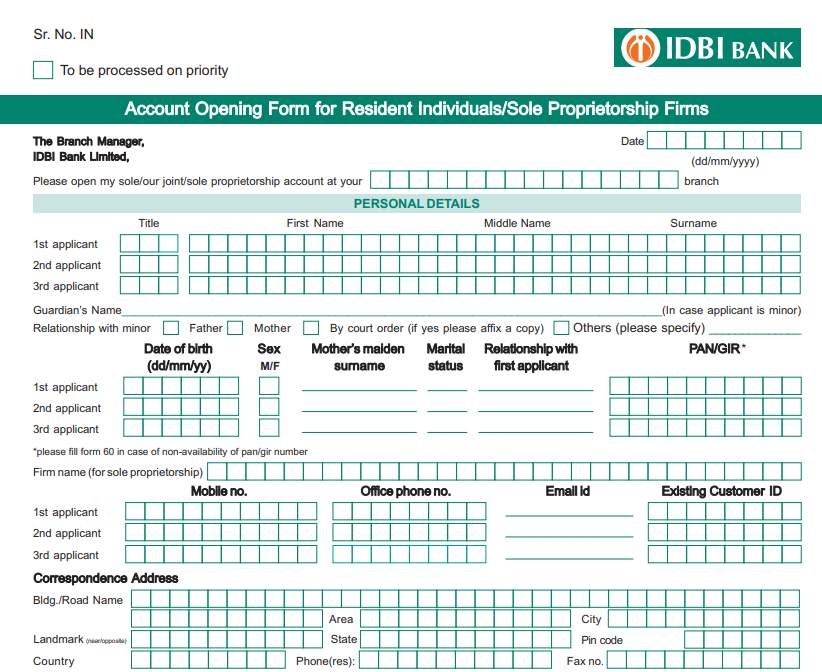 Sr. No. IN
IDBI BANK
To be processed on priority
Account Opening Form for Resident Individuals/Sole Proprietorship Firms
The Branch Manager,
IDBI Bank Limited,
Date
(dd/mm/yyyy)
Please open my sole/our joint/sole proprietorship account at your branch
PERSONAL DETAILS
Title First Name Middle Name Surname
1st applicant
2nd applicant
3rd applicant
Guardian's Name (In case applicant is minor)
Relationship with minor Father Mother By court order (if yes please affix a copy) Others (please specify)
Date of birth Sex Mother's maiden Marital Relationship with PAN/GIR *
(dd/mm/yy) M/F surname status first applicant
1st applicant
2nd applicant
3rd applicant
*please fill form 60 in case of non-availability of pan/gir number
Firm name (for sole proprietorship)
Mobile no. Office phone no. Email Id Existing Customer ID
1st applicant
2nd applicant
3rd applicant
Correspondence Address
Bldg./Road Name
Area City
Landmark (near/opposite) State Pin code
Country Phone(res): Fax no.